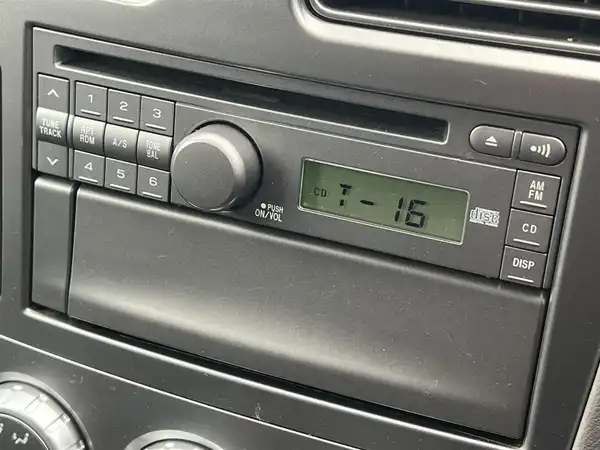 1 2 3
TUNE TRACK
RPT RDM
A/S
TONE BAL
4 5 6
PUSH
ON/VOL
CD T-16
disc
AM
FM
CD
DISP